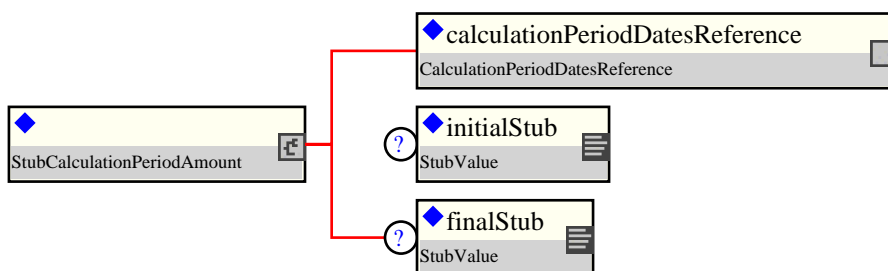 calculationPeriodDatesReference
CalculationPeriodDatesReference
StubCalculationPeriodAmount
?
initialStub
StubValue
?
finalStub
StubValue